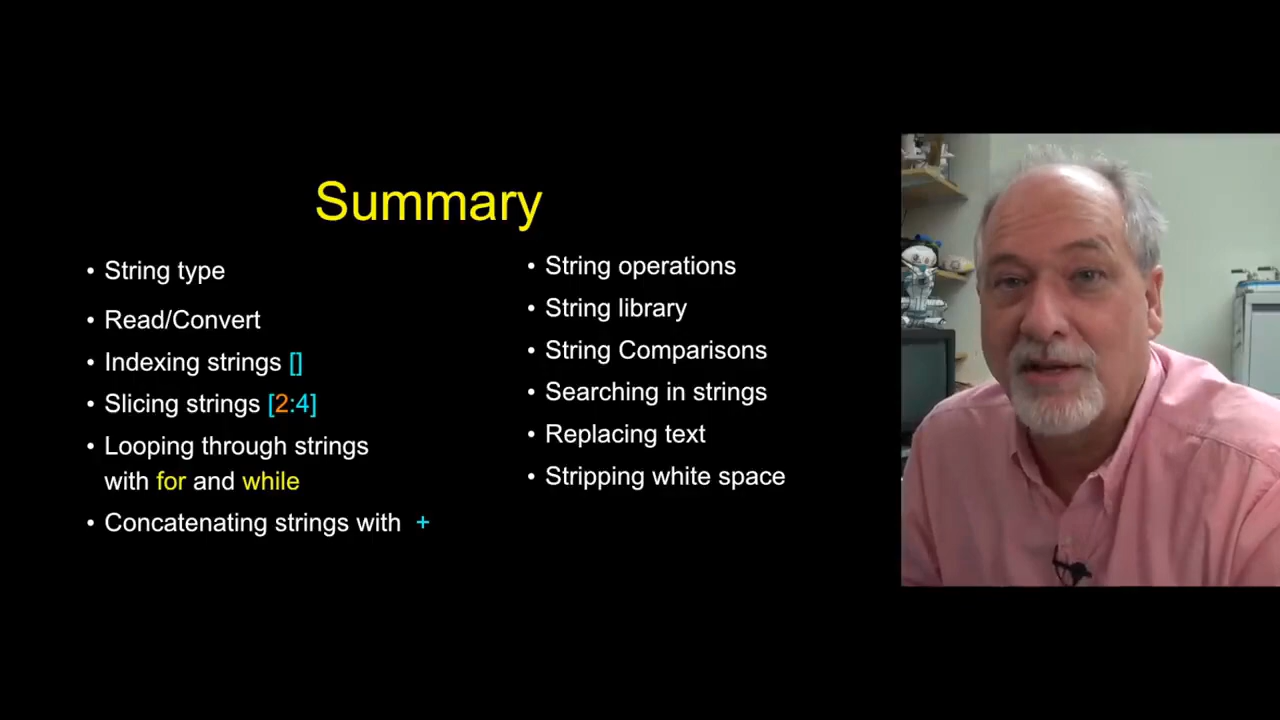 Summary
• String type
• Read/Convert
• Indexing strings []
• Slicing strings [2:4]
• Looping through strings
with for and while
• Concatenating strings with +
• String operations
• String library
• String Comparisons
• Searching in strings
• Replacing text
• Stripping white space